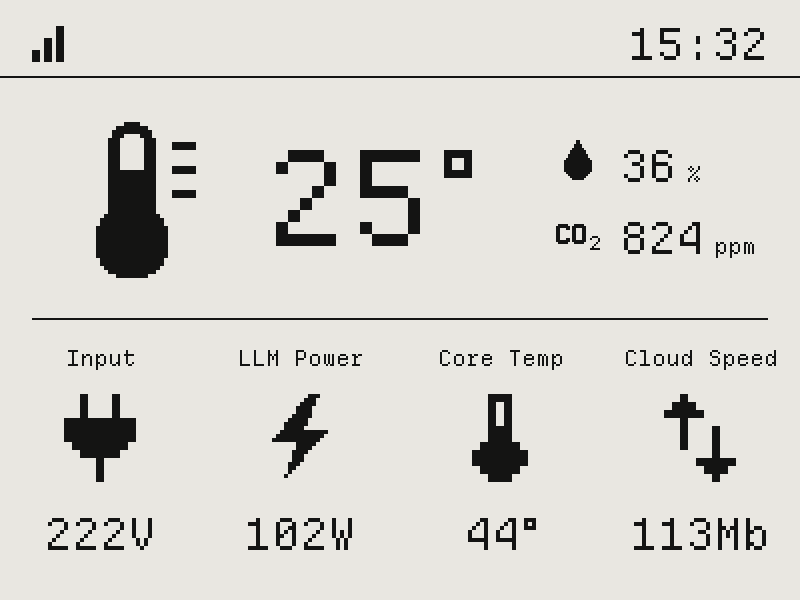 15:32
25°
36 %
CO₂ 824 ppm
Input LLM Power Core Temp Cloud Speed
222V 102W 44° 113Mb